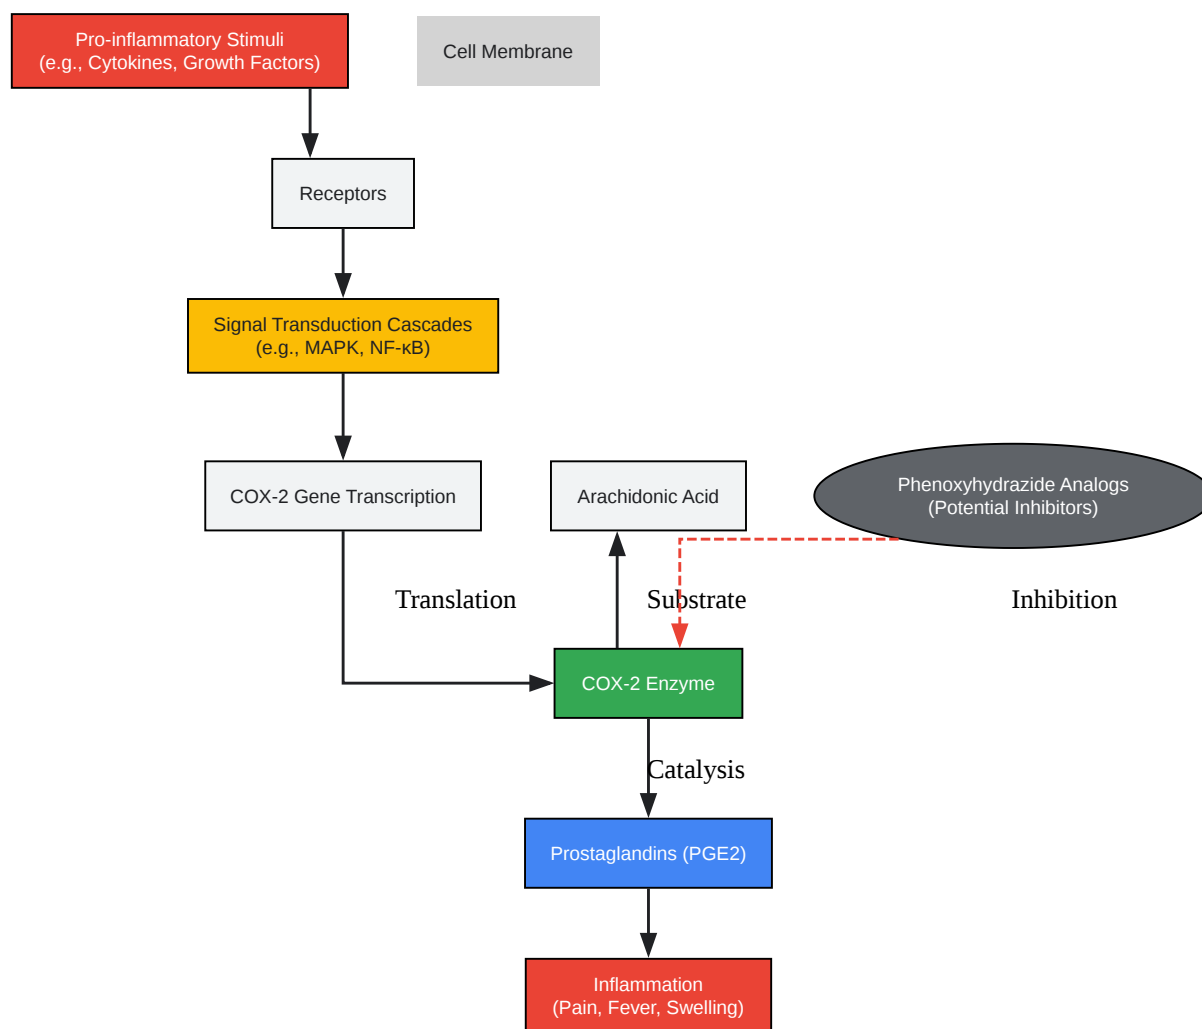 Pro-inflammatory Stimuli
(e.g., Cytokines, Growth Factors)
Cell Membrane
Receptors
Signal Transduction Cascades
(e.g., MAPK, NF-κB)
COX-2 Gene Transcription
Arachidonic Acid
Phenoxyhydrazide Analogs
(Potential Inhibitors)
Translation
Substrate
Inhibition
COX-2 Enzyme
Catalysis
Prostaglandins (PGE2)
Inflammation
(Pain, Fever, Swelling)